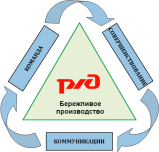 КОМАНДА
СОВЕРШЕНСТВОВАНИЕ
РЖД
Бережливое
производство
КОММУНИКАЦИИ